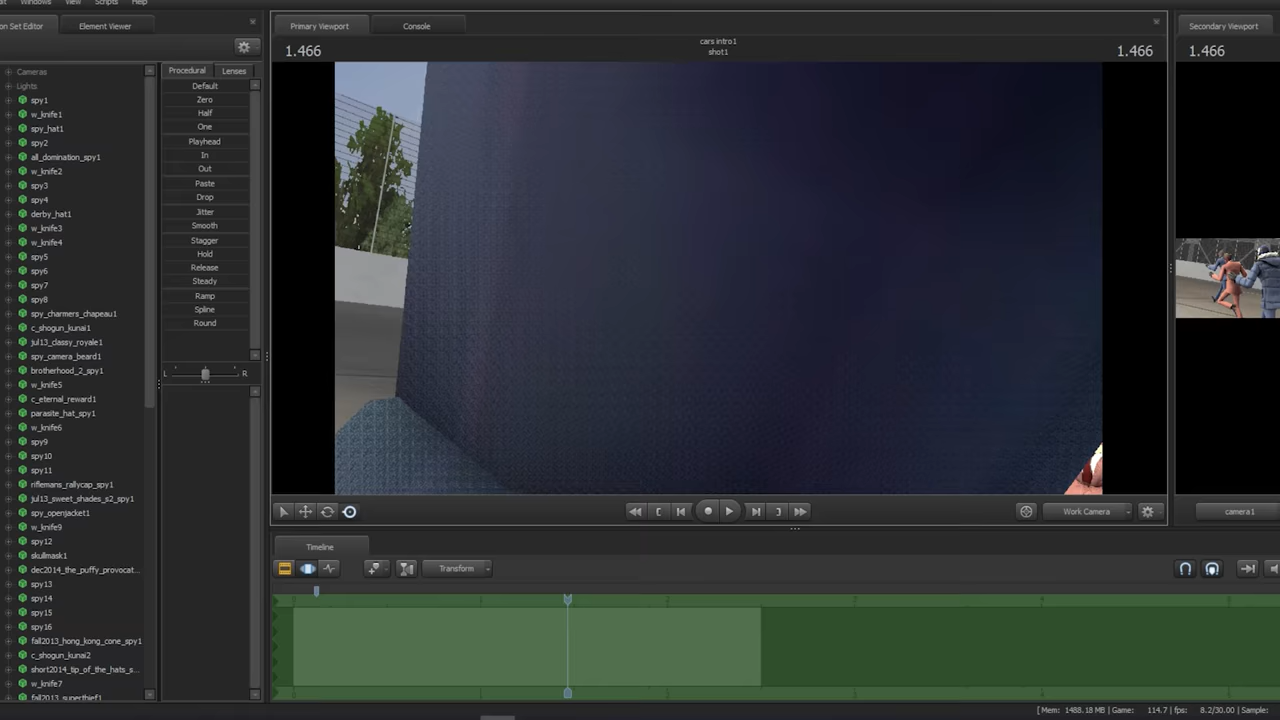 Windows View Scripts Help
on Set Editor Element Viewer
Primary Viewport Console
Secondary Viewport
1.466
cars intro1
shot1
1.466
1.466
Cameras
Lights
spy1
w_knife1
spy_hat1
spy2
all_domination_spy1
w_knife2
spy3
spy4
derby_hat1
w_knife3
w_knife4
spy5
spy6
spy7
spy8
spy_charmers_chapeau1
c_shogun_kunai1
jul13_classy_royale1
spy_camera_beard1
brotherhood_2_spy1
w_knife5
c_eternal_reward1
parasite_hat_spy1
w_knife6
spy9
spy10
spy11
riflemans_rallycap_spy1
jul13_sweet_shades_s2_spy1
spy_openjacket1
w_knife9
spy12
skullmask1
dec2014_the_puffy_provocat...
spy13
spy14
spy15
spy16
fall2013_hong_kong_cone_spy1
c_shogun_kunai2
short2014_tip_of_the_hats_s...
w_knife7
fall2013_superthief1
Procedural Lenses
Default
Zero
Half
One
Playhead
In
Out
Paste
Drop
Jitter
Smooth
Stagger
Hold
Release
Steady
Ramp
Spline
Round
L R
Work Camera
camera1
Timeline
Transform
[ Mem: 1488.18 MB | Game: 114.7 | fps: 8.2/30.00 | Sample: